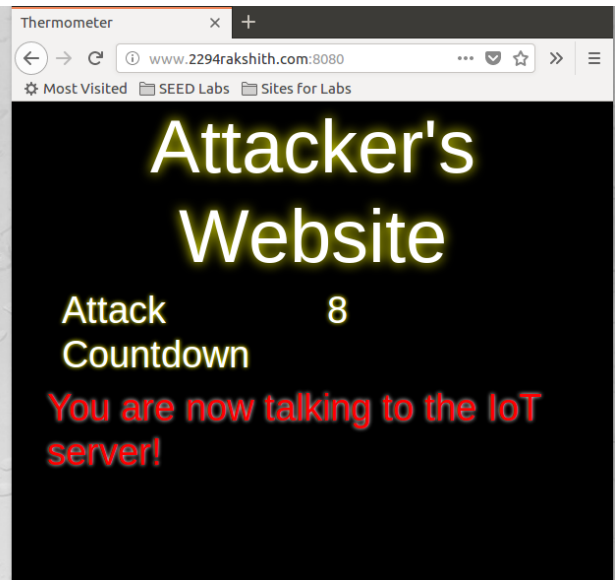 Thermometer
www.2294rakshith.com:8080
Most Visited SEED Labs Sites for Labs
Attacker's
Website
Attack 8
Countdown
You are now talking to the IoT
server!